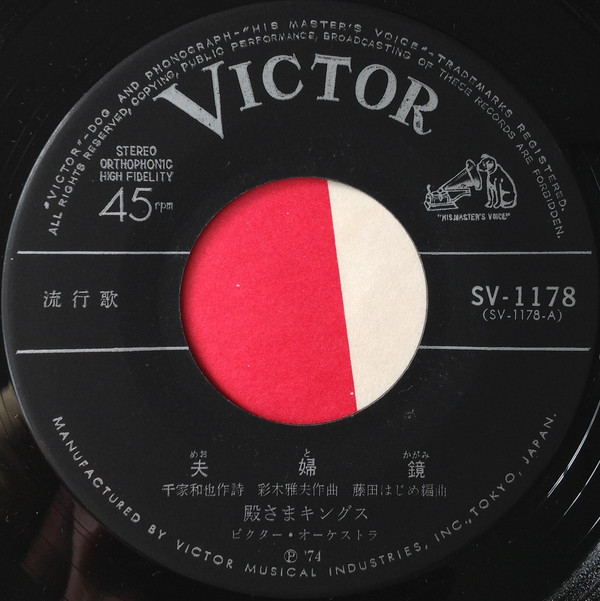 "VICTOR"-DOG AND PHONOGRAPH-"HIS MASTER'S VOICE"-TRADEMARKS REGISTERED.
ALL RIGHTS RESERVED, COPYING, PUBLIC PERFORMANCE, BROADCASTING OF THESE RECORDS ARE FORBIDDEN.
VICTOR
STEREO
ORTHOPHONIC
HIGH FIDELITY
45 rpm
"HIS MASTER'S VOICE"
流行歌
SV-1178
(SV-1178-A)
めおとかがみ
夫婦鏡
千家和也作詩 彩木雅夫作曲 藤田はじめ編曲
殿さまキングス
ビクター・オーケストラ
Ⓟ '74
MANUFACTURED BY VICTOR MUSICAL INDUSTRIES, INC., TOKYO, JAPAN.